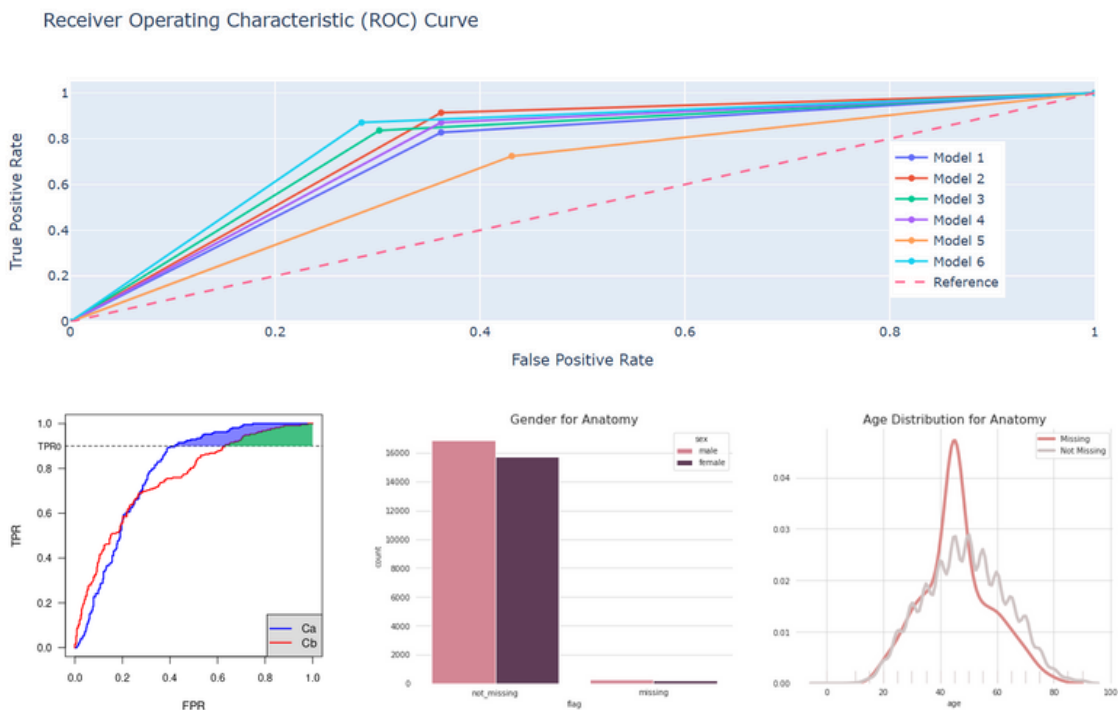 Receiver Operating Characteristic (ROC) Curve
1
0.8
0.6
0.4
0.2
0
True Positive Rate
0
0.2
0.4
0.6
0.8
1
False Positive Rate
Model 1
Model 2
Model 3
Model 4
Model 5
Model 6
Reference
1.0
TPR0
0.8
0.6
0.4
0.2
0.0
TPR
0.0
0.2
0.4
0.6
0.8
1.0
FPR
Ca
Cb
Gender for Anatomy
sex
male
female
16000
14000
12000
10000
8000
6000
4000
2000
0
count
not_missing
missing
flag
Age Distribution for Anatomy
Missing
Not Missing
0.04
0.03
0.02
0.01
0.00
0
20
40
60
80
100
age